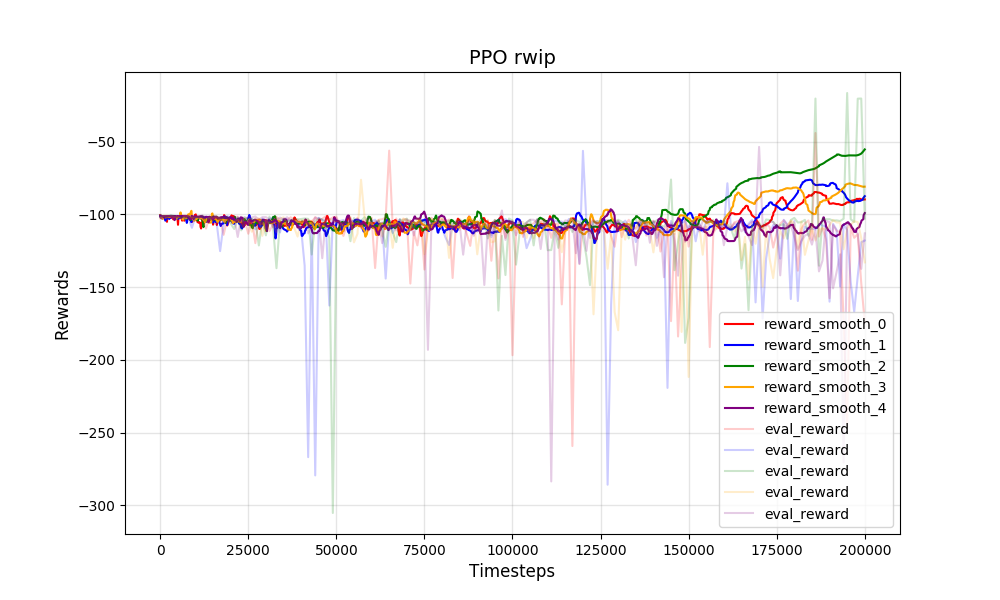 PPO rwip
Rewards
−50
−100
−150
−200
−250
−300
0
25000
50000
75000
100000
125000
150000
175000
200000
Timesteps
reward_smooth_0
reward_smooth_1
reward_smooth_2
reward_smooth_3
reward_smooth_4
eval_reward
eval_reward
eval_reward
eval_reward
eval_reward